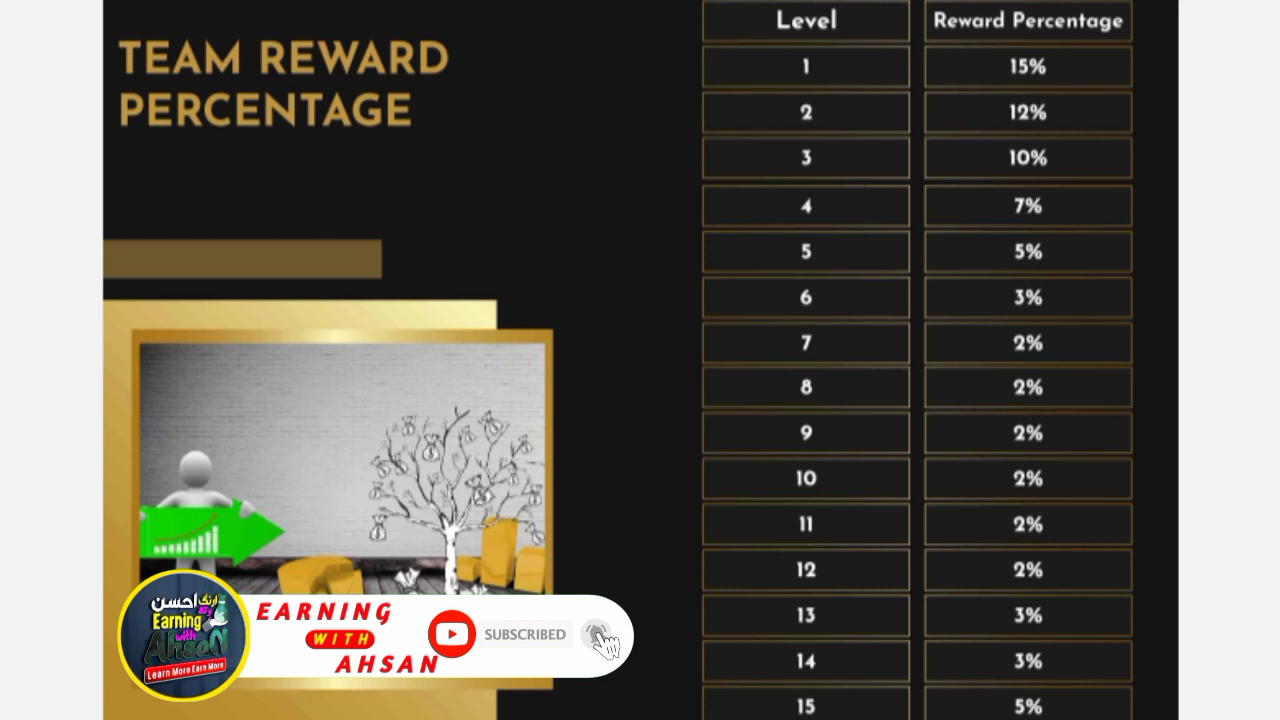 TEAM REWARD
PERCENTAGE
Level Reward Percentage
1 15%
2 12%
3 10%
4 7%
5 5%
6 3%
7 2%
8 2%
9 2%
10 2%
11 2%
12 2%
13 3%
14 3%
15 5%
احسن
Earning
with
Ahsan
Learn More Earn More
EARNING
WITH
AHSAN
SUBSCRIBED